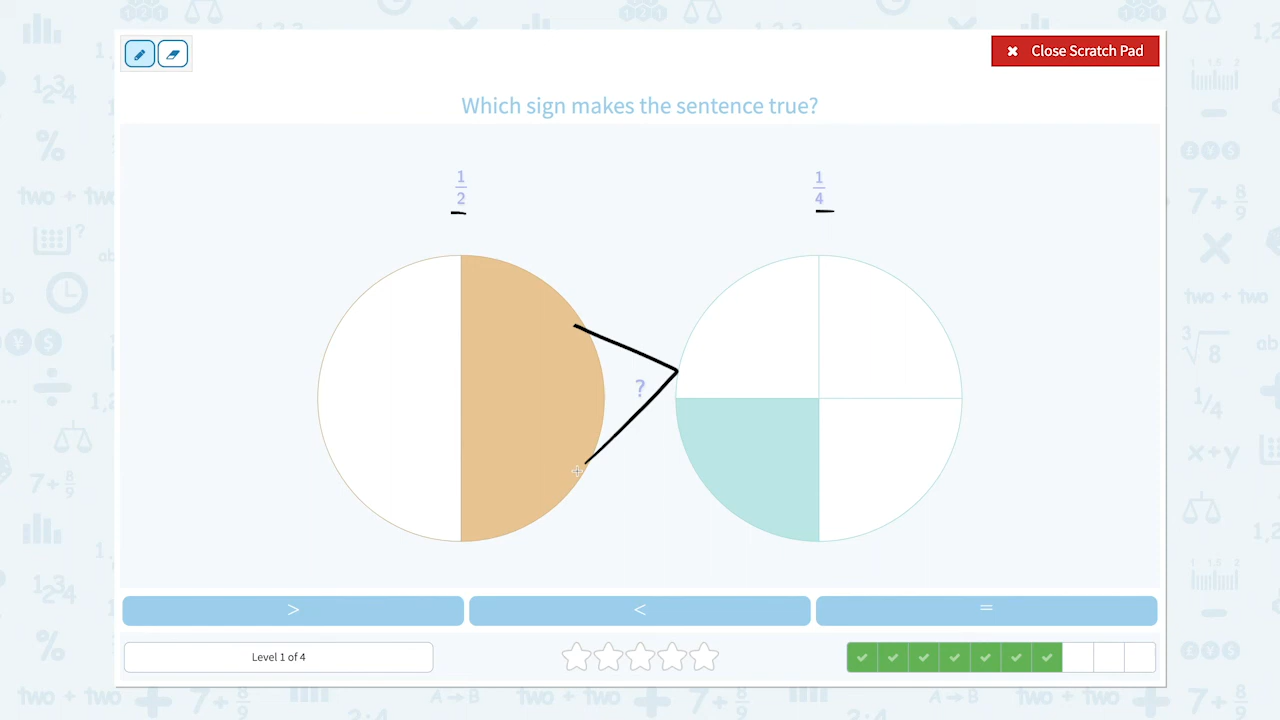 Close Scratch Pad
Which sign makes the sentence true?
1/2
1/4
?
>
<
=
Level 1 of 4